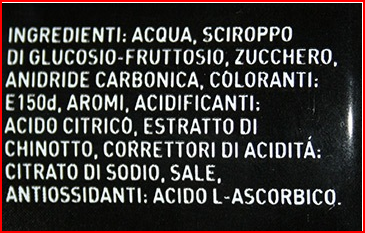 INGREDIENTI: ACQUA, SCIROPPO
DI GLUCOSIO-FRUTTOSIO, ZUCCHERO,
ANIDRIDE CARBONICA, COLORANTI:
E150d, AROMI, ACIDIFICANTI:
ACIDO CITRICO, ESTRATTO DI
CHINOTTO, CORRETTORI DI ACIDITÁ:
CITRATO DI SODIO, SALE,
ANTIOSSIDANTI: ACIDO L-ASCORBICO.